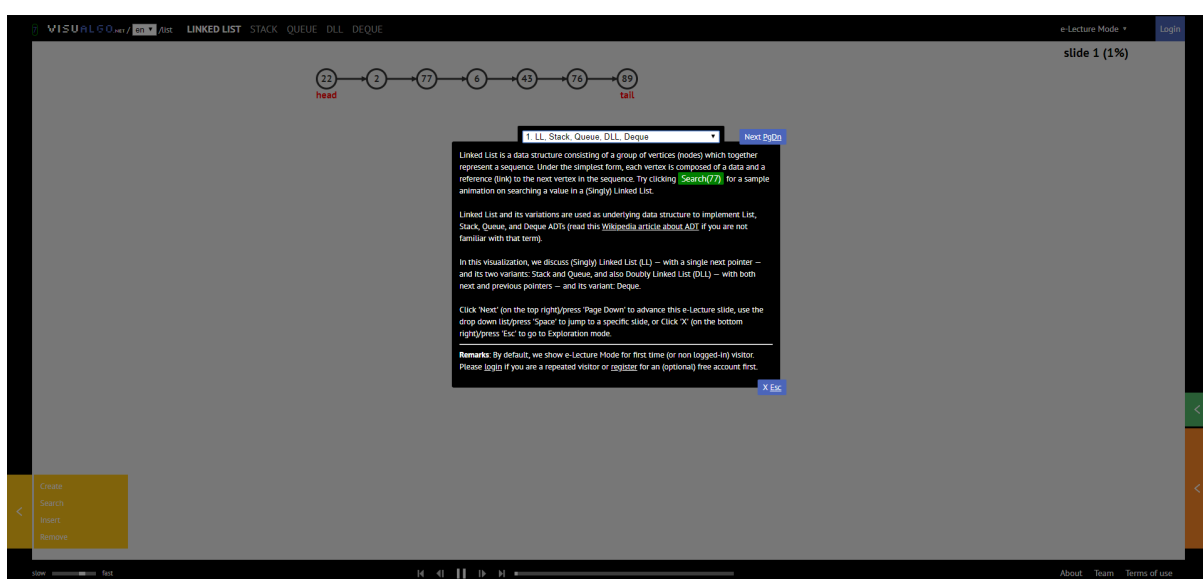 VISUALGO.NET / en /list LINKED LIST STACK QUEUE DLL DEQUE e-Lecture Mode Login
slide 1 (1%)
22 2 77 6 43 76 89
head tail
1. LL, Stack, Queue, DLL, Deque Next PgDn
Linked List is a data structure consisting of a group of vertices (nodes) which together
represent a sequence. Under the simplest form, each vertex is composed of a data and a
reference (link) to the next vertex in the sequence. Try clicking Search(77) for a sample
animation on searching a value in a (Singly) Linked List.
Linked List and its variations are used as underlying data structure to implement List,
Stack, Queue, and Deque ADTs (read this Wikipedia article about ADT if you are not
familiar with that term).
In this visualization, we discuss (Singly) Linked List (LL) — with a single next pointer —
and its two variants: Stack and Queue, and also Doubly Linked List (DLL) — with both
next and previous pointers — and its variant: Deque.
Click 'Next' (on the top right)/press 'Page Down' to advance this e-Lecture slide, use the
drop down list/press 'Space' to jump to a specific slide, or Click 'X' (on the bottom
right)/press 'Esc' to go to Exploration mode.
Remarks: By default, we show e-Lecture Mode for first time (or non logged-in) visitor.
Please login if you are a repeated visitor or register for an (optional) free account first.
X Esc
Create
Search
Insert
Remove
slow fast About Team Terms of use